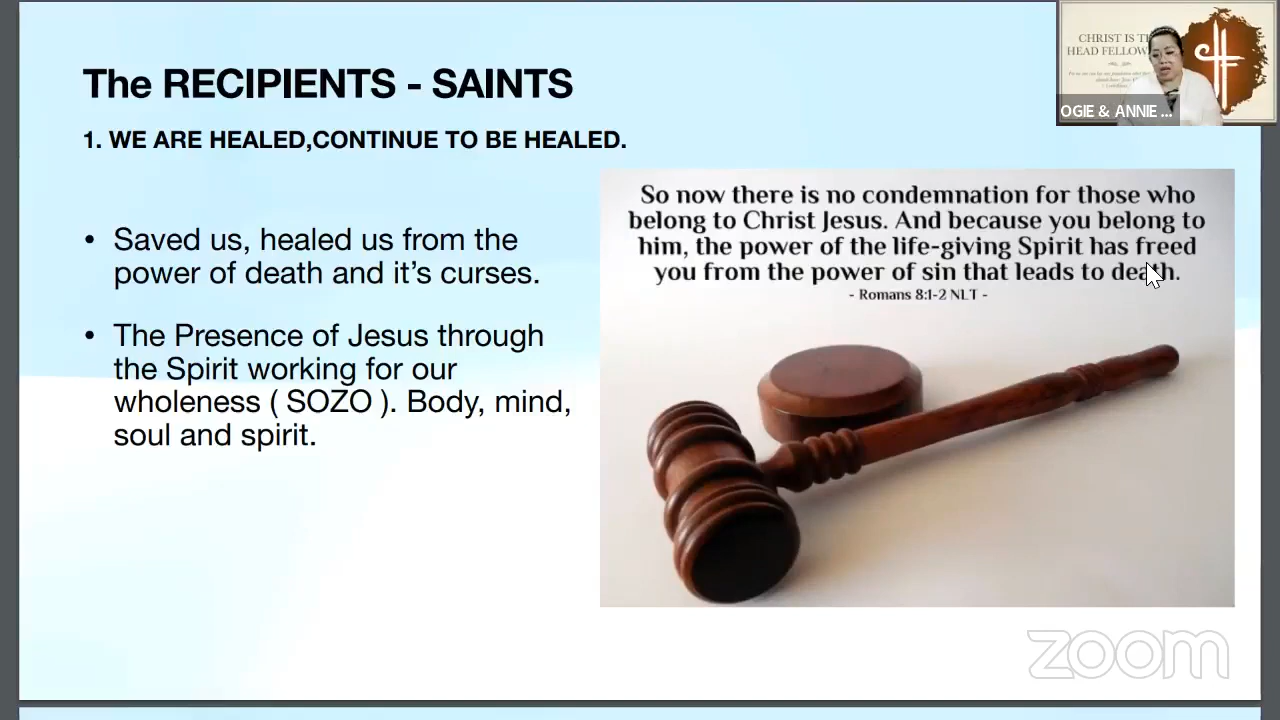 The RECIPIENTS - SAINTS
1. WE ARE HEALED,CONTINUE TO BE HEALED.
• Saved us, healed us from the
power of death and it’s curses.
• The Presence of Jesus through
the Spirit working for our
wholeness ( SOZO ). Body, mind,
soul and spirit.
So now there is no condemnation for those who
belong to Christ Jesus. And because you belong to
him, the power of the life-giving Spirit has freed
you from the power of sin that leads to death.
- Romans 8:1-2 NLT -
CHRIST IS
HEAD
OGIE & ANNIE ...
zoom